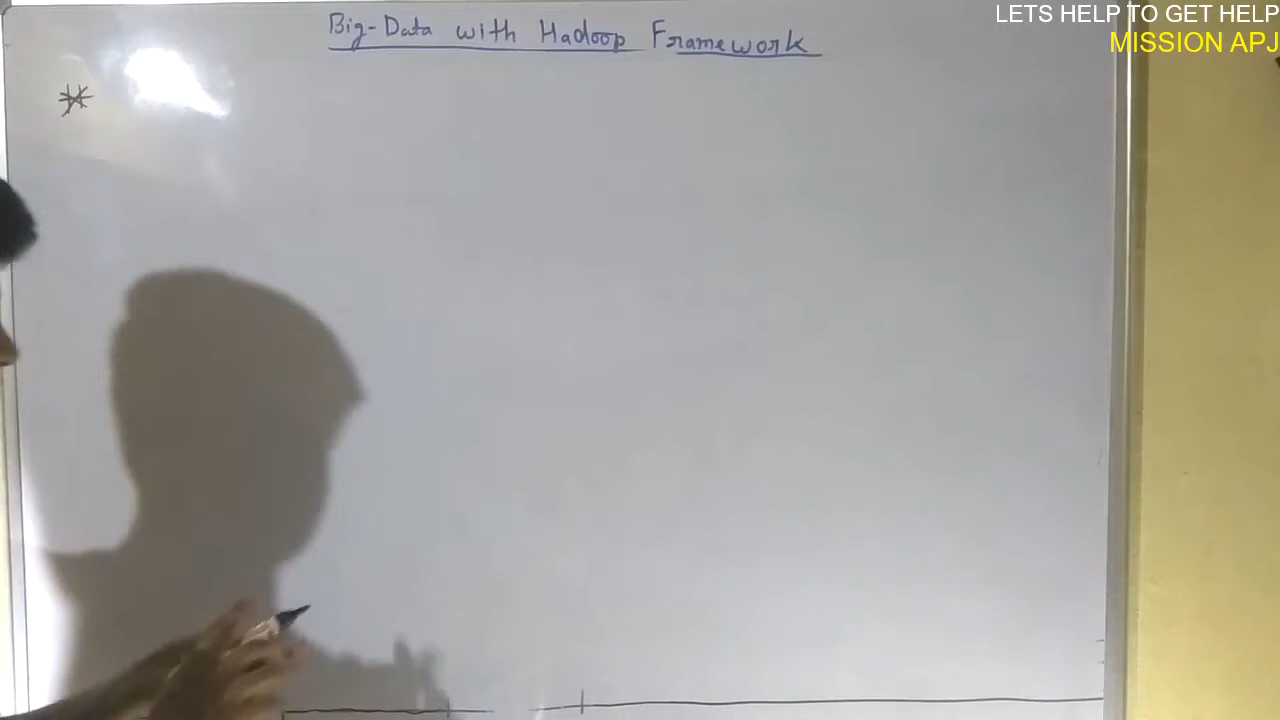 LETS HELP TO GET HELP
MISSION APJ
Big-Data with Hadoop Framework